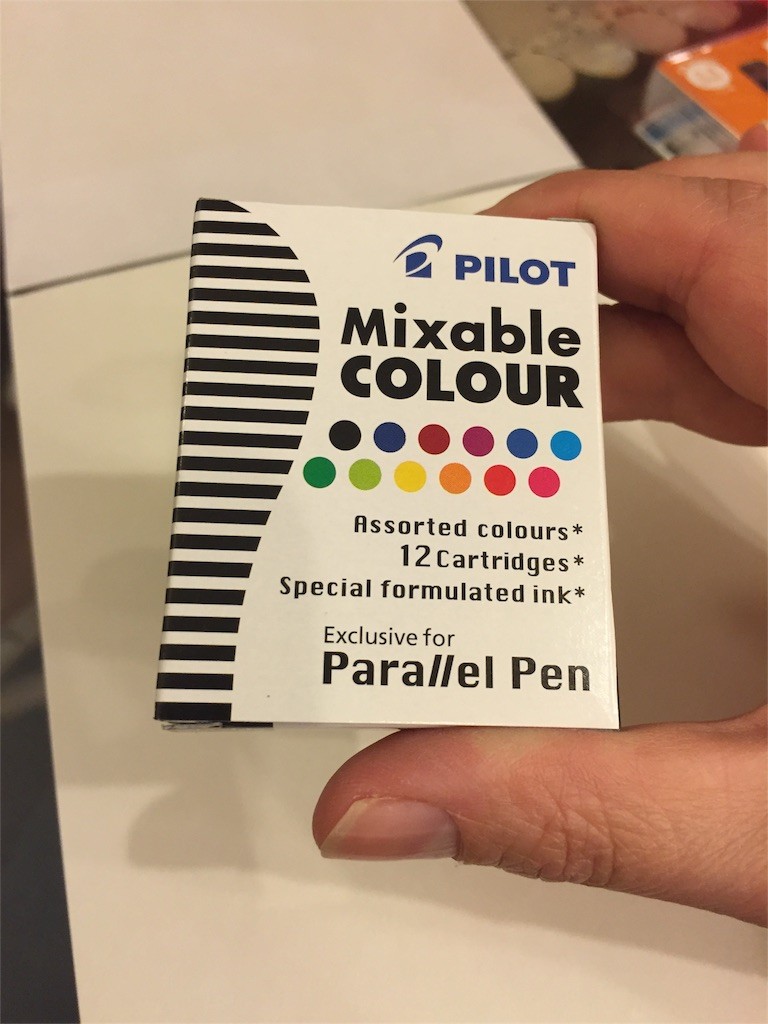 PILOT
Mixable
COLOUR
Assorted colours*
12 Cartridges*
Special formulated ink*
Exclusive for
Parallel Pen